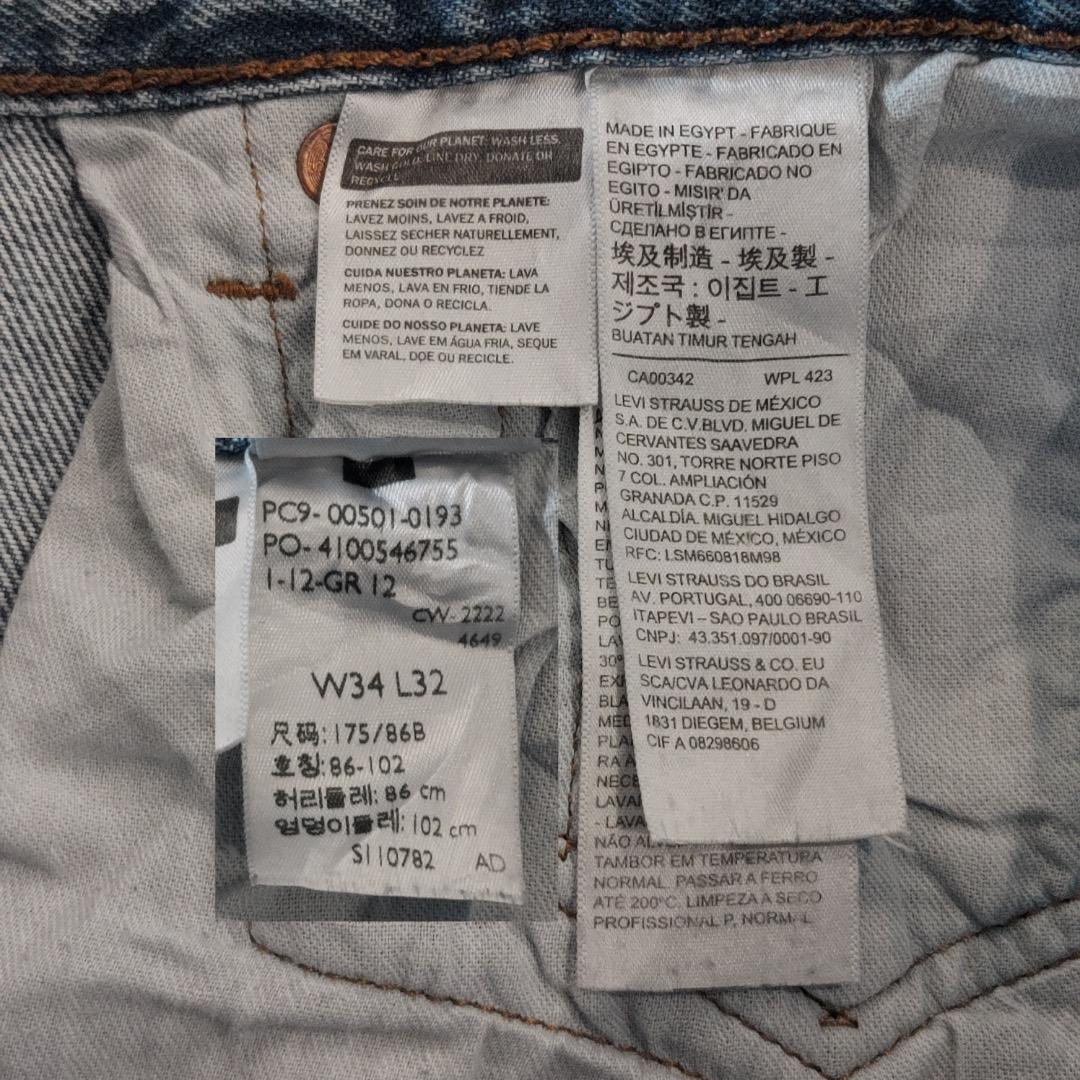 CARE FOR OUR PLANET: WASH LESS,
WASH COLD, LINE DRY, DONATE OR
RECYCLE
PRENEZ SOIN DE NOTRE PLANETE:
LAVEZ MOINS, LAVEZ A FROID,
LAISSEZ SECHER NATURELLEMENT,
DONNEZ OU RECYCLEZ
CUIDA NUESTRO PLANETA: LAVA
MENOS, LAVA EN FRIO, TIENDE LA
ROPA, DONA O RECICLA.
CUIDE DO NOSSO PLANETA: LAVE
MENOS, LAVE EM ÁGUA FRIA, SEQUE
EM VARAL, DOE OU RECICLE.
MADE IN EGYPT - FABRIQUE
EN EGYPTE - FABRICADO EN
EGIPTO - FABRICADO NO
EGITO - MISIR'DA
ÜRETİLMİŞTİR -
СДЕЛАНО В ЕГИПТЕ -
埃及制造 - 埃及製 -
제조국 : 이집트 - エ
ジプト製 -
BUATAN TIMUR TENGAH
CA00342 WPL 423
LEVI STRAUSS DE MÉXICO
S.A. DE C.V.BLVD. MIGUEL DE
CERVANTES SAAVEDRA
NO. 301, TORRE NORTE PISO
7 COL. AMPLIACIÓN
GRANADA C.P. 11529
ALCALDÍA. MIGUEL HIDALGO
CIUDAD DE MÉXICO, MÉXICO
RFC: LSM660818M98
LEVI STRAUSS DO BRASIL
AV. PORTUGAL, 400 06690-110
ITAPEVI – SAO PAULO BRASIL
CNPJ: 43.351.097/0001-90
LEVI STRAUSS & CO. EU
SCA/CVA LEONARDO DA
VINCILAAN, 19 - D
1831 DIEGEM, BELGIUM
CIF A 08298606
PC9- 00501-0193
PO- 4100546755
1-12-GR 12
CW- 2222
4649
W34 L32
尺码: 175/86B
호칭: 86-102
허리둘레: 86 cm
엉덩이둘레: 102 cm
S110782 AD
30°
- LAVA
NÃO
TAMBOR EM TEMPERATURA
NORMAL. PASSAR A FERRO
ATÉ 200°C. LIMPEZA A SECO
PROFISSIONAL P, NORMAL